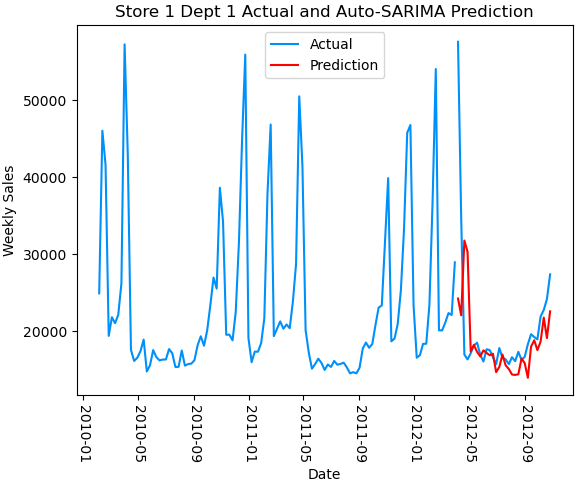 Store 1 Dept 1 Actual and Auto-SARIMA Prediction
Actual
Prediction
Weekly Sales
50000
40000
30000
20000
2010-01
2010-05
2010-09
2011-01
2011-05
2011-09
2012-01
2012-05
2012-09
Date